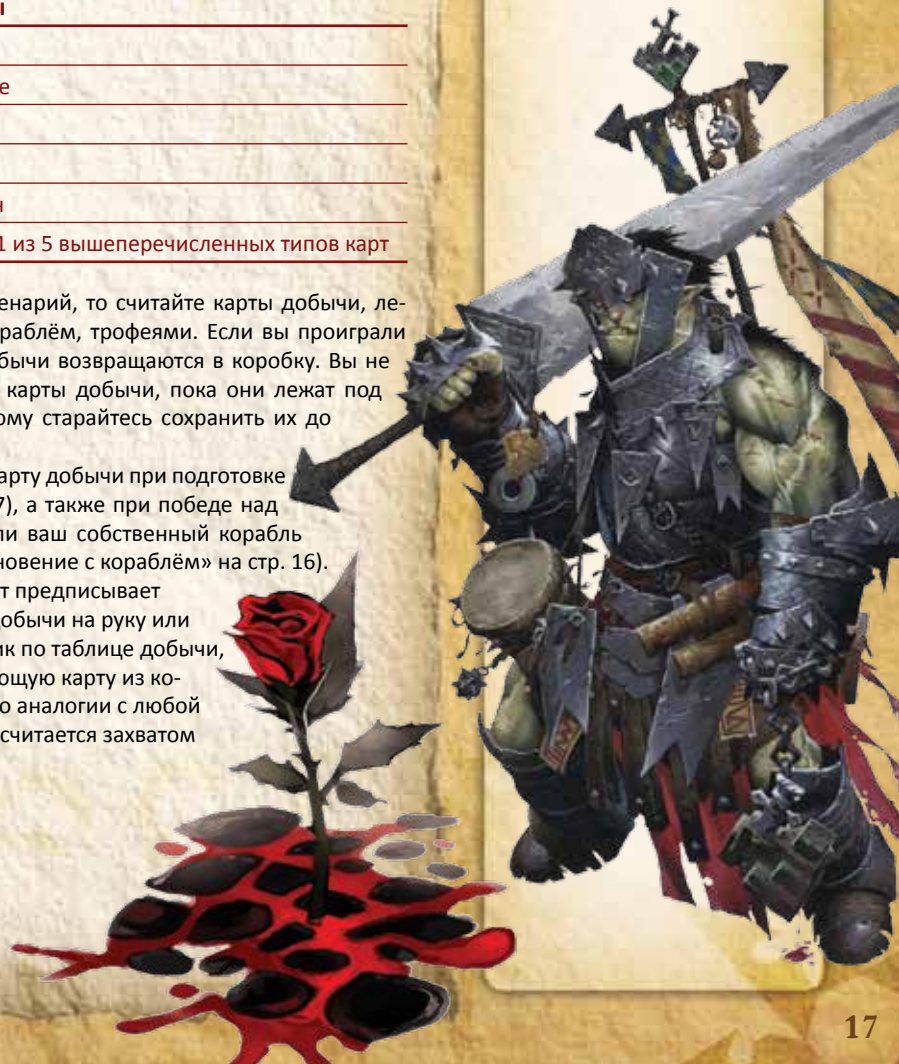 ы
е
н
1 из 5 вышеперечисленных типов карт
енарий, то считайте карты добычи, ле-
раблём, трофеями. Если вы проиграли
бычи возвращаются в коробку. Вы не
карты добычи, пока они лежат под
ому старайтесь сохранить их до
арту добычи при подготовке
7), а также при победе над
ли ваш собственный корабль
новение с кораблём» на стр. 16).
т предписывает
добычи на руку или
ик по таблице добычи,
ующую карту из ко-
о аналогии с любой
считается захватом
17